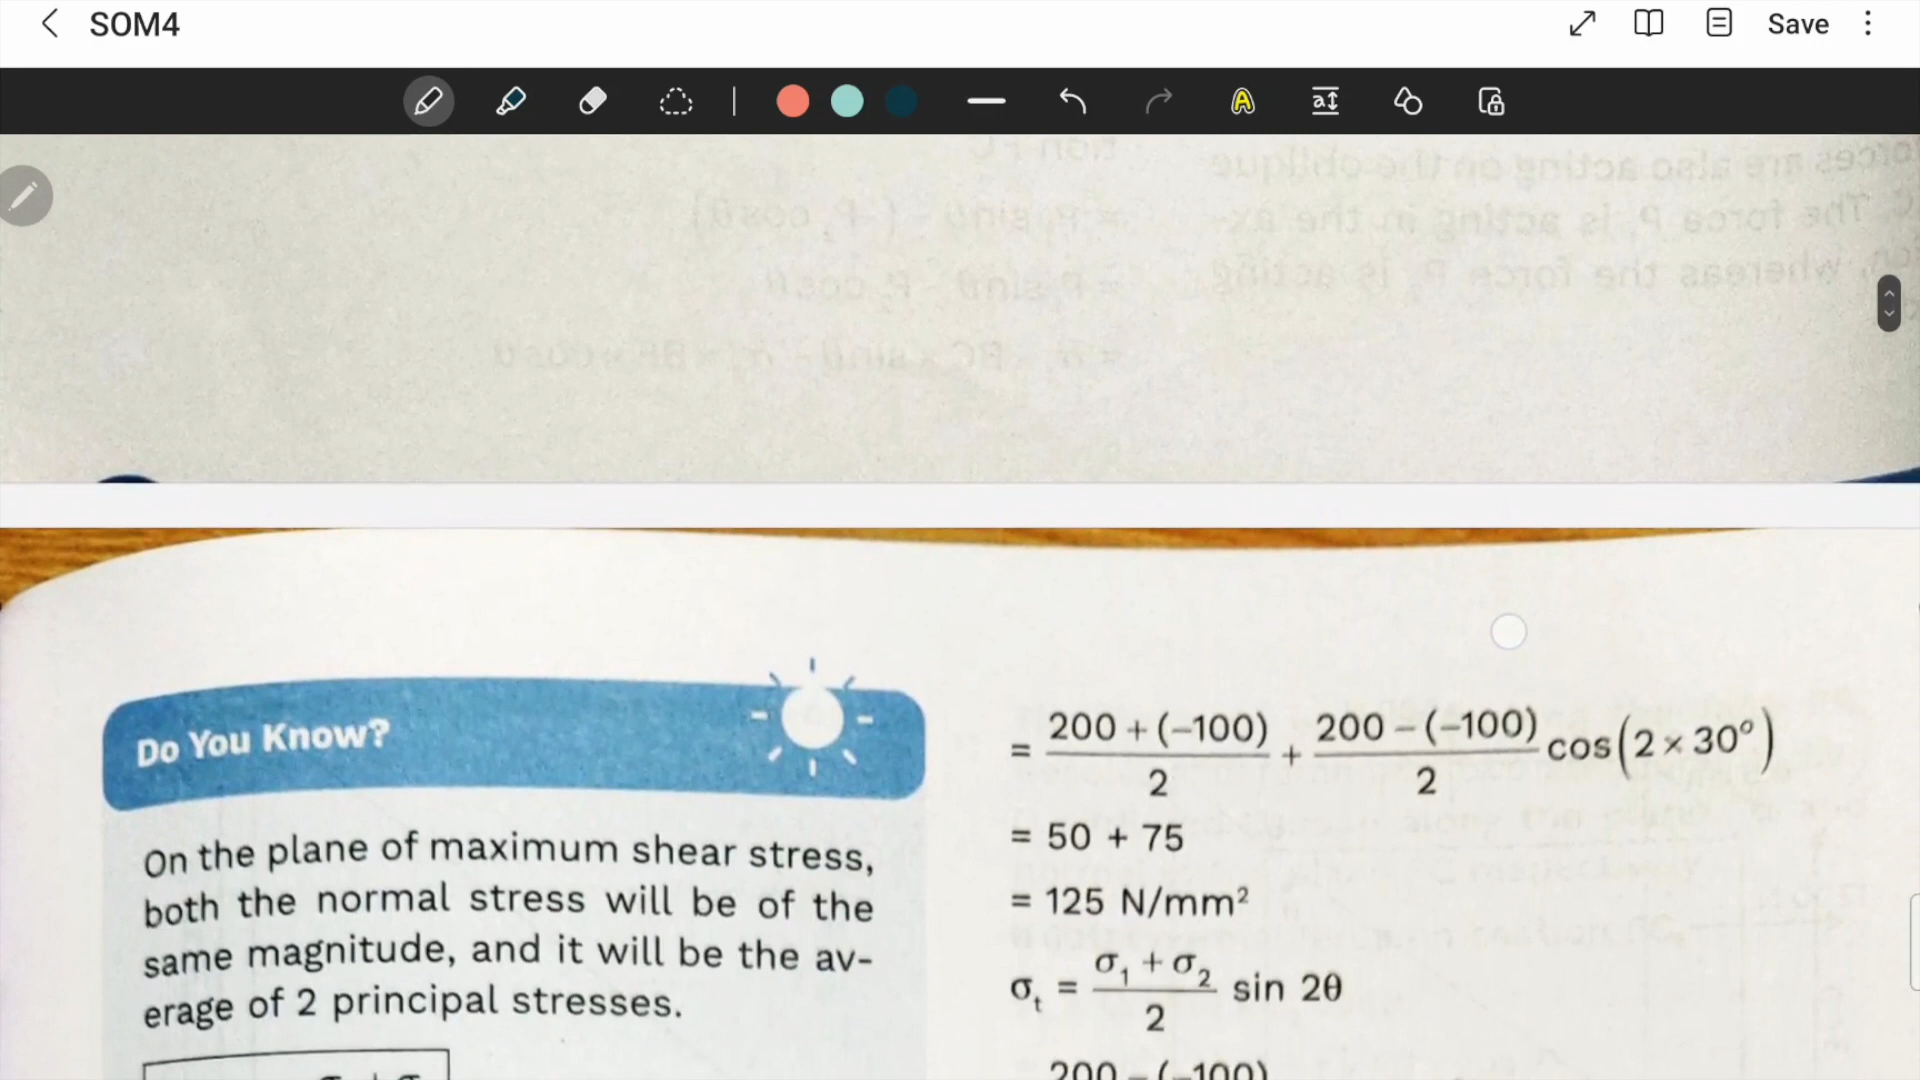 SOM4
Save
A
a
Do You Know?
On the plane of maximum shear stress,
both the normal stress will be of the
same magnitude, and it will be the av-
erage of 2 principal stresses.
= (200 + (−100))/2 + (200 − (−100))/2 cos(2 × 30°)
= 50 + 75
= 125 N/mm²
σₜ = (σ₁ + σ₂)/2 sin 2θ
200 − (−100)